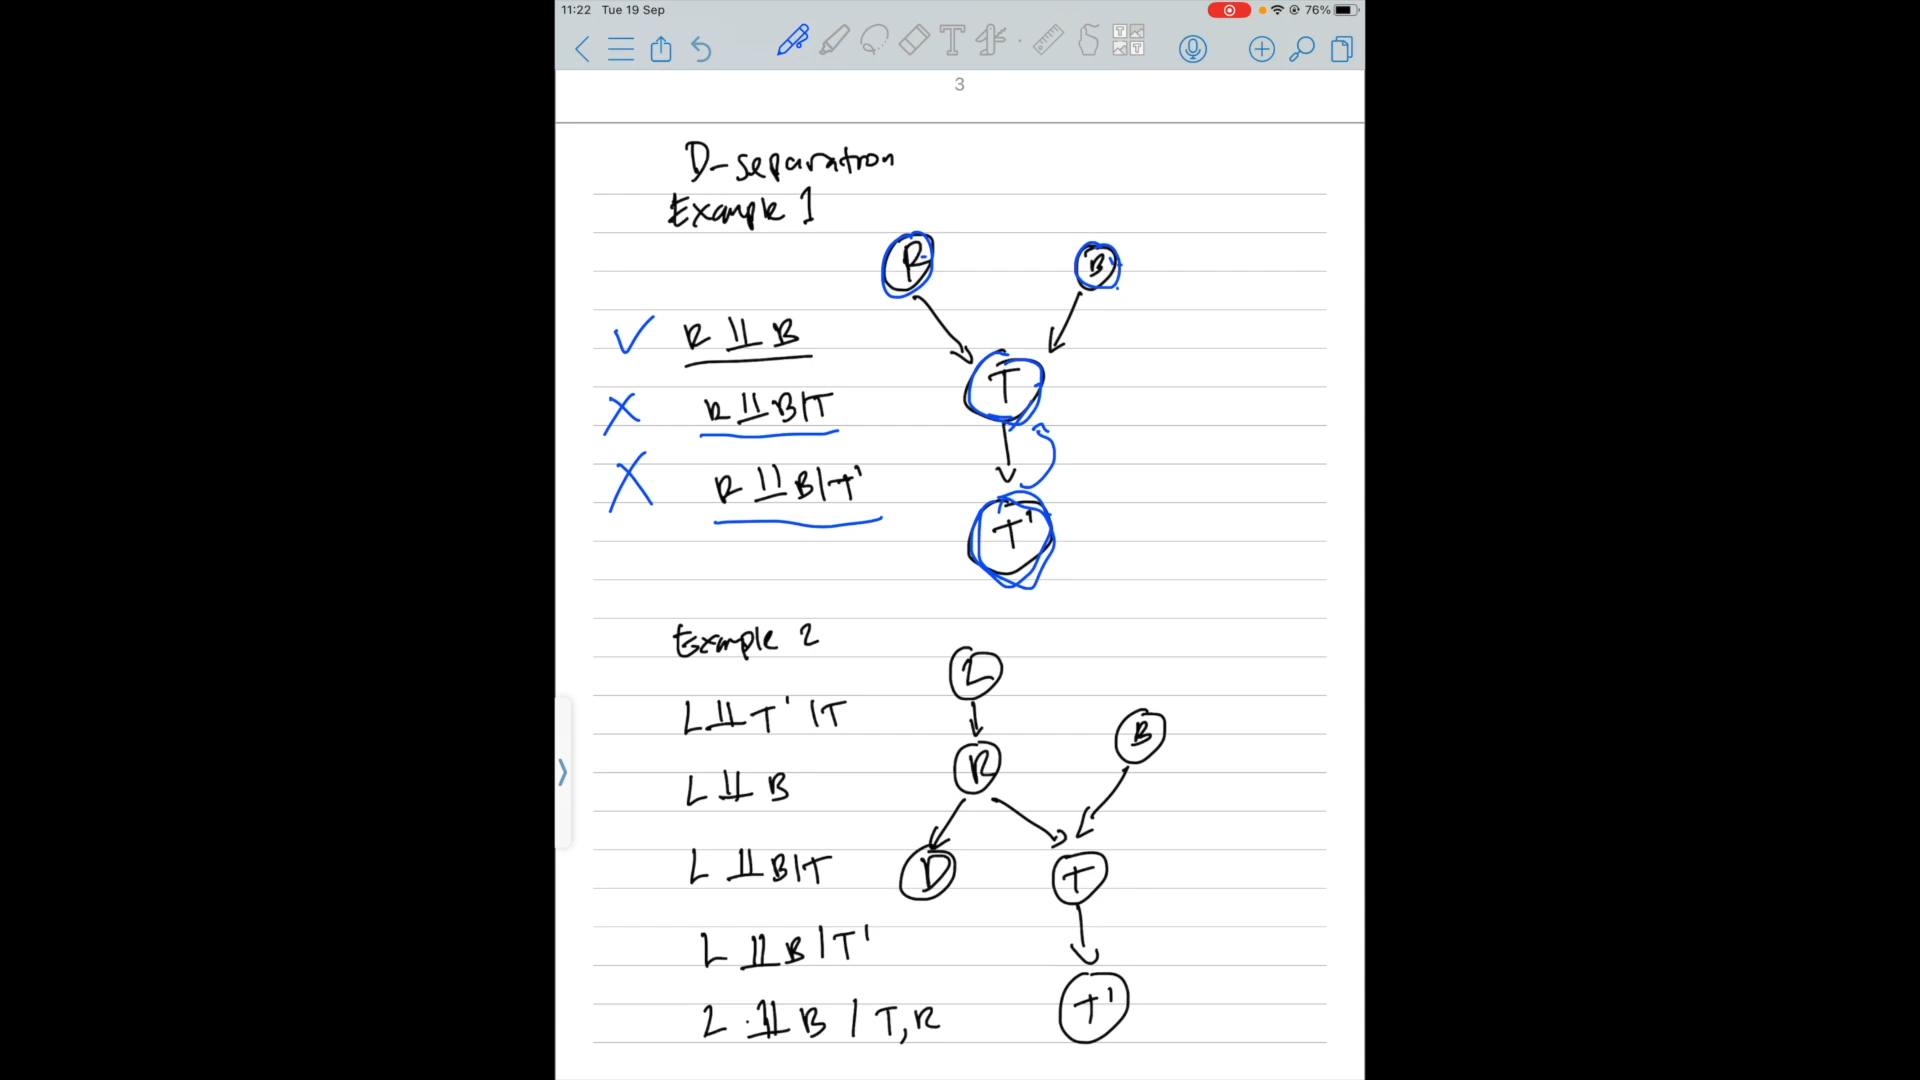 11:22 Tue 19 Sep 76%
3
D-separation
Example 1
R B
✓ R ⫫ B
T
X R ⫫ B|T
X R ⫫ B|T'
T'
Example 2
L
L ⫫ T' |T
B
R
L ⫫ B
L ⫫ B|T
D T
L ⫫ B|T'
T'
L ⫫ B | T, R